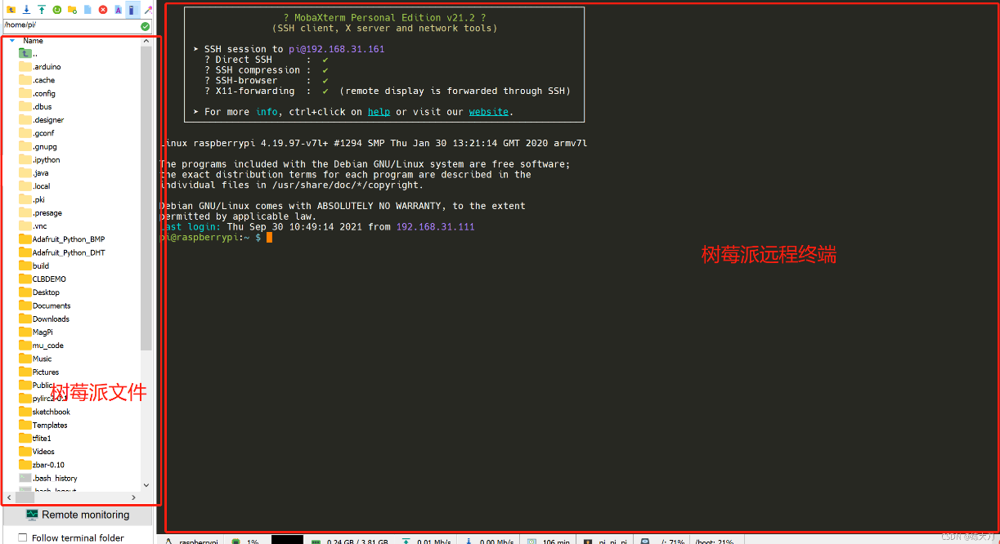 /home/pi/
Name
..
.arduino
.cache
.config
.dbus
.designer
.gconf
.gnupg
.ipython
.java
.local
.pki
.presage
.vnc
Adafruit_Python_BMP
Adafruit_Python_DHT
build
CLBDEMO
Desktop
Documents
Downloads
MagPi
mu_code
Music
Pictures
Public
树莓派文件
pylirc2-0.1
sketchbook
Templates
tflite1
Videos
zbar-0.10
.bash_history
.bash_logout
Remote monitoring
Follow terminal folder
? MobaXterm Personal Edition v21.2 ?
(SSH client, X server and network tools)
➤ SSH session to pi@192.168.31.161
? Direct SSH : ✔
? SSH compression : ✔
? SSH-browser : ✔
? X11-forwarding : ✔ (remote display is forwarded through SSH)
➤ For more info, ctrl+click on help or visit our website.
Linux raspberrypi 4.19.97-v7l+ #1294 SMP Thu Jan 30 13:21:14 GMT 2020 armv7l
The programs included with the Debian GNU/Linux system are free software;
the exact distribution terms for each program are described in the
individual files in /usr/share/doc/*/copyright.
Debian GNU/Linux comes with ABSOLUTELY NO WARRANTY, to the extent
permitted by applicable law.
Last login: Thu Sep 30 10:49:14 2021 from 192.168.31.111
pi@raspberrypi:~ $
树莓派远程终端
raspberrypi 1% 0.24 GB / 3.81 GB 0.01 Mb/s 0.00 Mb/s 106 min pi pi pi /: 71% /boot: 21%